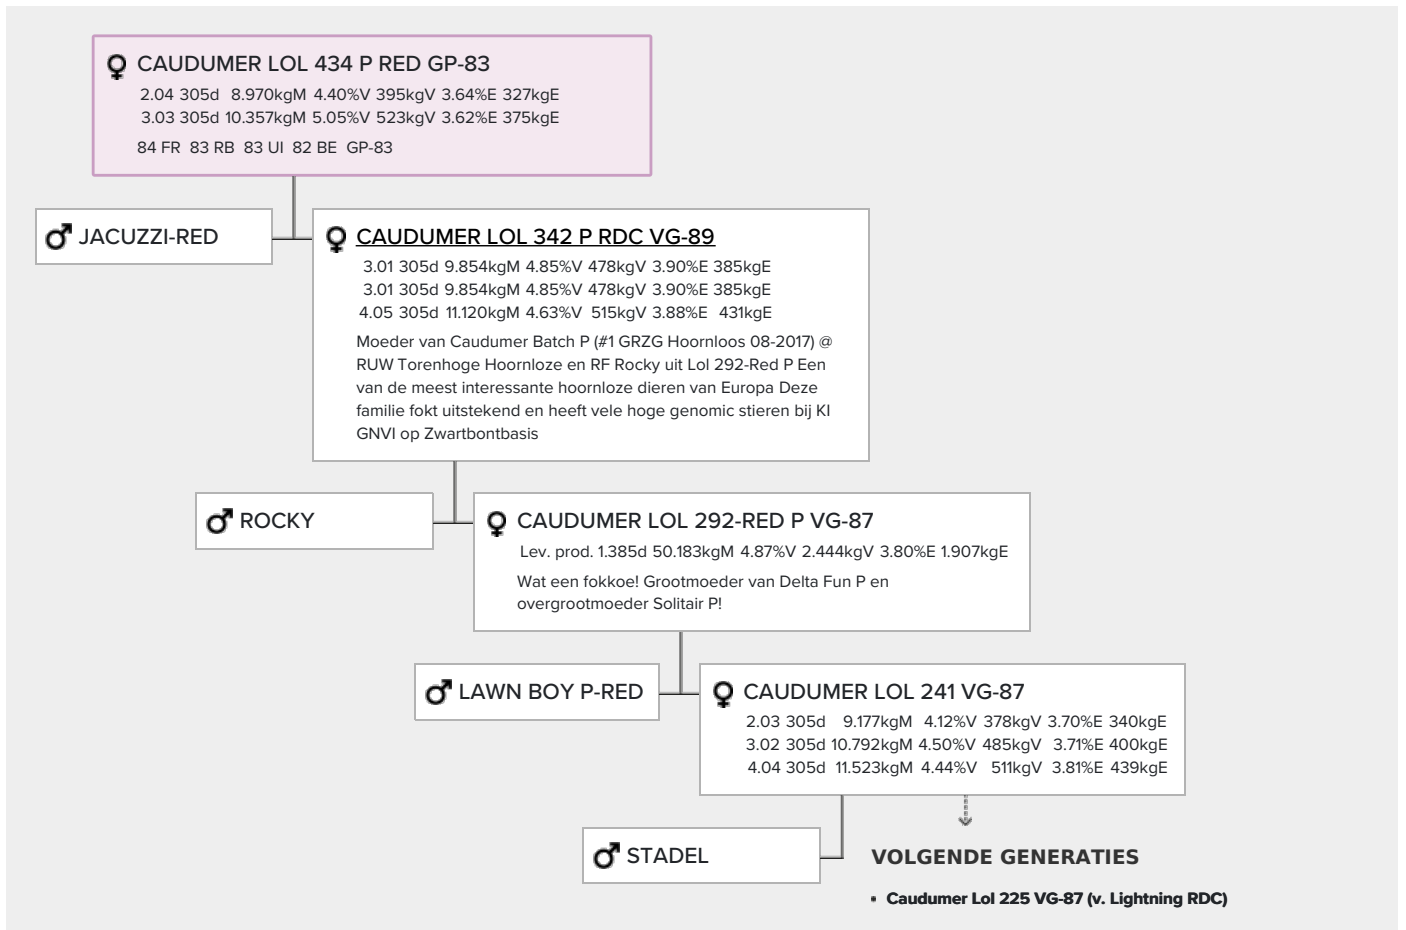 CAUDUMER LOL 434 P RED GP-83
2.04 305d 8.970kgM 4.40%V 395kgV 3.64%E 327kgE
3.03 305d 10.357kgM 5.05%V 523kgV 3.62%E 375kgE
84 FR 83 RB 83 UI 82 BE GP-83
JACUZZI-RED
CAUDUMER LOL 342 P RDC VG-89
3.01 305d 9.854kgM 4.85%V 478kgV 3.90%E 385kgE
3.01 305d 9.854kgM 4.85%V 478kgV 3.90%E 385kgE
4.05 305d 11.120kgM 4.63%V 515kgV 3.88%E 431kgE
Moeder van Caudumer Batch P (#1 GRZG Hoornloos 08-2017) @
RUW Torenhoge Hoornloze en RF Rocky uit Lol 292-Red P Een
van de meest interessante hoornloze dieren van Europa Deze
familie fokt uitstekend en heeft vele hoge genomic stieren bij KI
GNVI op Zwartbontbasis
ROCKY
CAUDUMER LOL 292-RED P VG-87
Lev. prod. 1.385d 50.183kgM 4.87%V 2.444kgV 3.80%E 1.907kgE
Wat een fokkoe! Grootmoeder van Delta Fun P en
overgrootmoeder Solitair P!
LAWN BOY P-RED
CAUDUMER LOL 241 VG-87
2.03 305d 9.177kgM 4.12%V 378kgV 3.70%E 340kgE
3.02 305d 10.792kgM 4.50%V 485kgV 3.71%E 400kgE
4.04 305d 11.523kgM 4.44%V 511kgV 3.81%E 439kgE
STADEL
VOLGENDE GENERATIES
• Caudumer Lol 225 VG-87 (v. Lightning RDC)